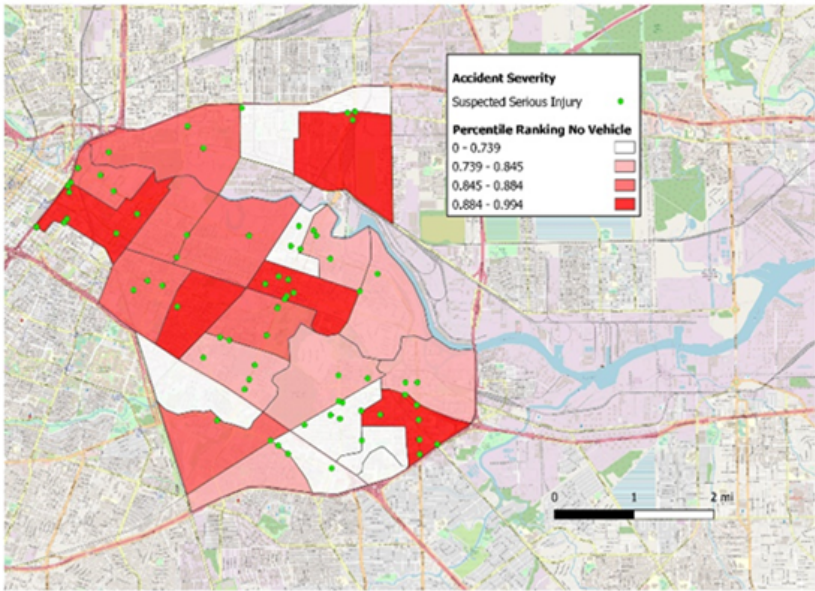 Accident Severity
Suspected Serious Injury
Percentile Ranking No Vehicle
0 - 0.739
0.739 - 0.845
0.845 - 0.884
0.884 - 0.994
0 1 2 mi